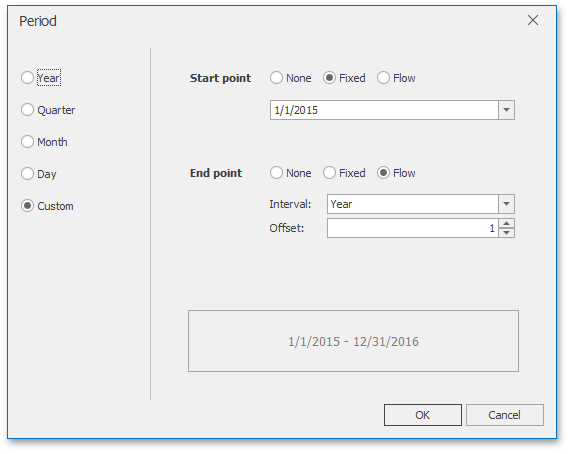 Period
Year
Quarter
Month
Day
Custom
Start point None Fixed Flow
1/1/2015
End point None Fixed Flow
Interval: Year
Offset: 1
1/1/2015 - 12/31/2016
OK Cancel